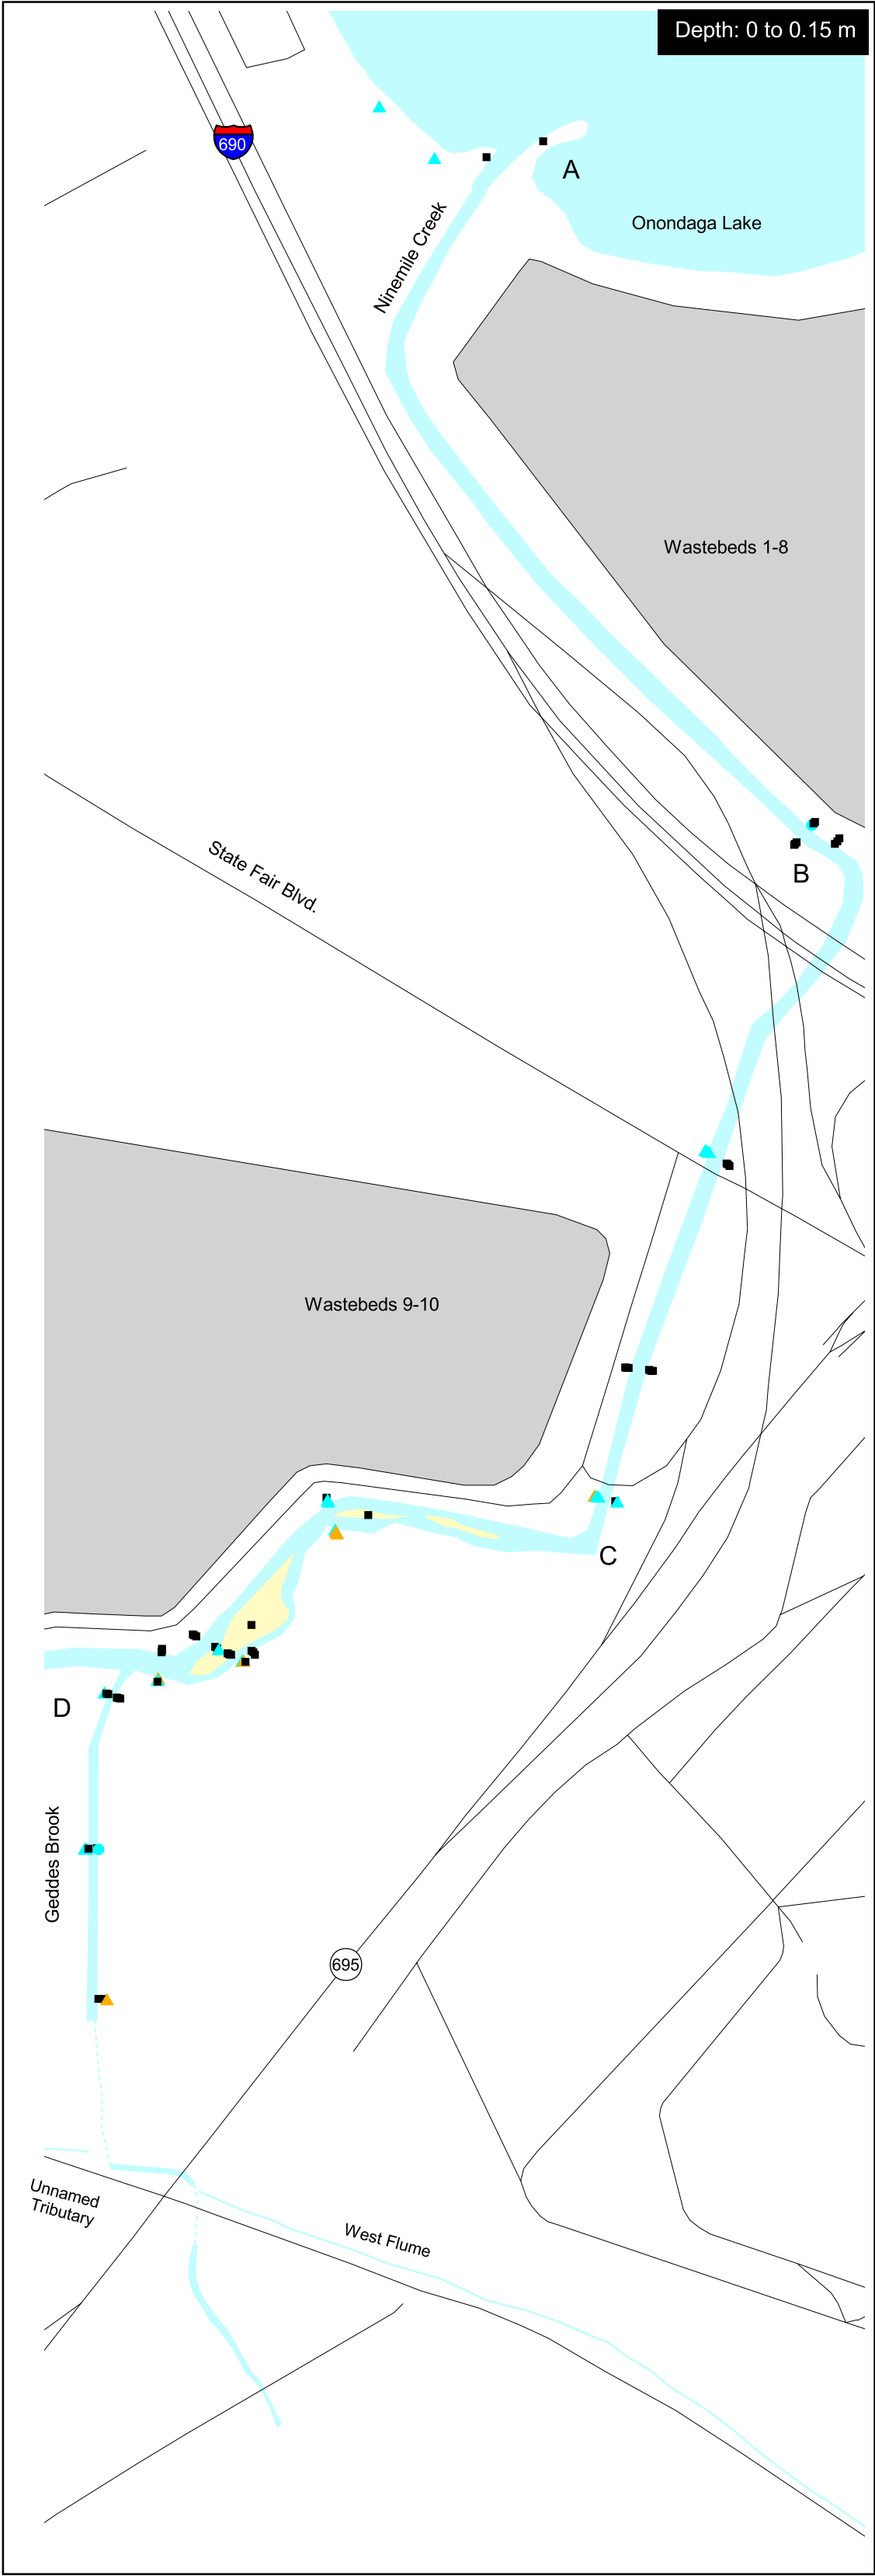 Depth: 0 to 0.15 m
690
A
Ninemile Creek
Onondaga Lake
Wastebeds 1-8
B
State Fair Blvd.
Wastebeds 9-10
C
D
Geddes Brook
695
Unnamed
Tributary
West Flume